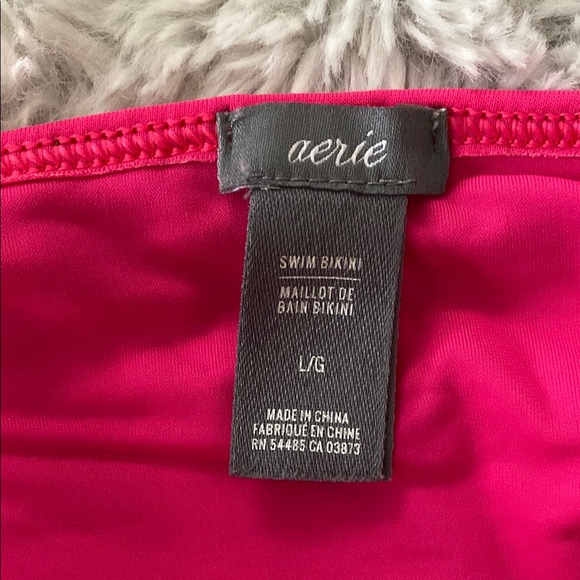 aerie
SWIM BIKINI
MAILLOT DE
BAIN BIKINI
L/G
MADE IN CHINA
FABRIQUÉ EN CHINE
RN 54485 CA 03873